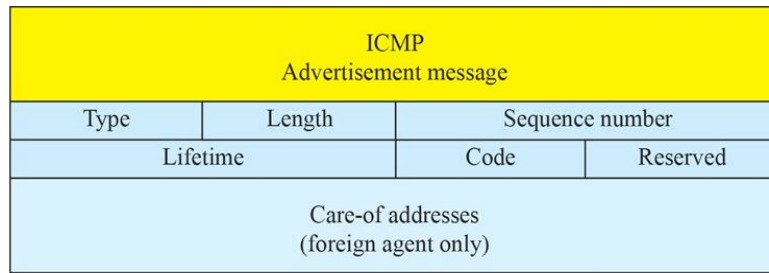 ICMP
Advertisement message
Type Length Sequence number
Lifetime Code Reserved
Care-of addresses
(foreign agent only)